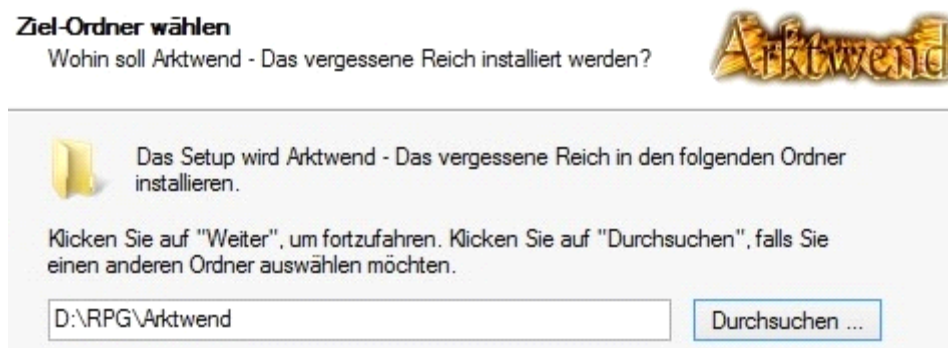 Ziel-Ordner wählen
Wohin soll Arktwend - Das vergessene Reich installiert werden?
Arktwend
Das Setup wird Arktwend - Das vergessene Reich in den folgenden Ordner
installieren.
Klicken Sie auf "Weiter", um fortzufahren. Klicken Sie auf "Durchsuchen", falls Sie
einen anderen Ordner auswählen möchten.
D:\RPG\Arktwend
Durchsuchen ...